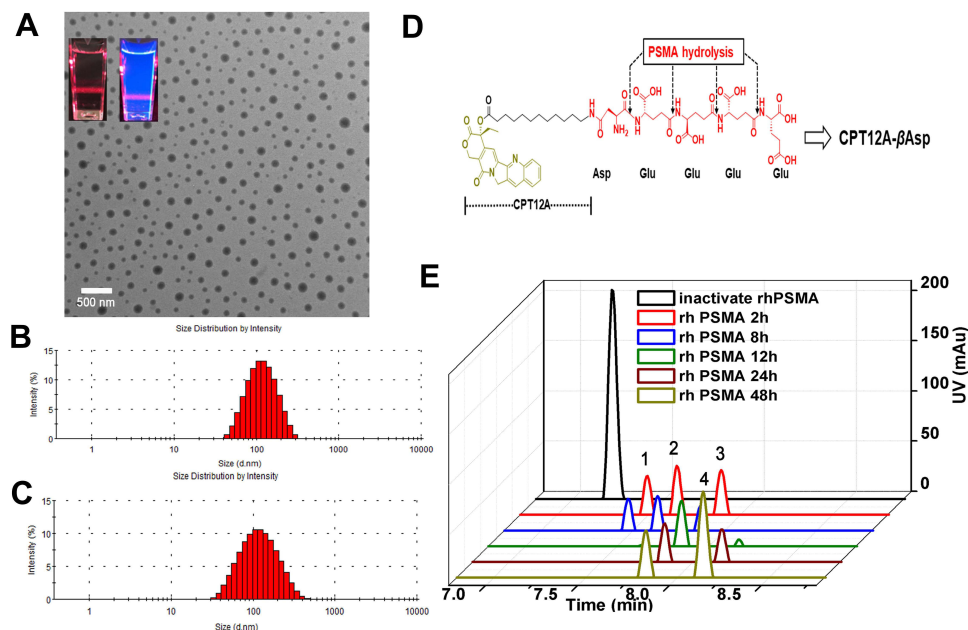 A
500 nm
B
Size Distribution by Intensity
Intensity (%)
15
10
5
0
1
10
100
1000
10000
Size (d.nm)
C
Size Distribution by Intensity
Intensity (%)
15
10
5
0
1
10
100
1000
10000
Size (d.nm)
D
PSMA hydrolysis
O
O
N
H
O
NH2
O
N
H
O
OH
O
N
H
O
OH
O
N
H
O
OH
O
N
H
O
OH
O
OH
O
O
O
N
N
O
Asp
Glu
Glu
Glu
Glu
CPT12A
CPT12A-βAsp
E
inactivate rhPSMA
rh PSMA 2h
rh PSMA 8h
rh PSMA 12h
rh PSMA 24h
rh PSMA 48h
1
2
3
4
200
150
100
50
0
UV (mAu)
7.0
7.5
8.0
8.5
Time (min)